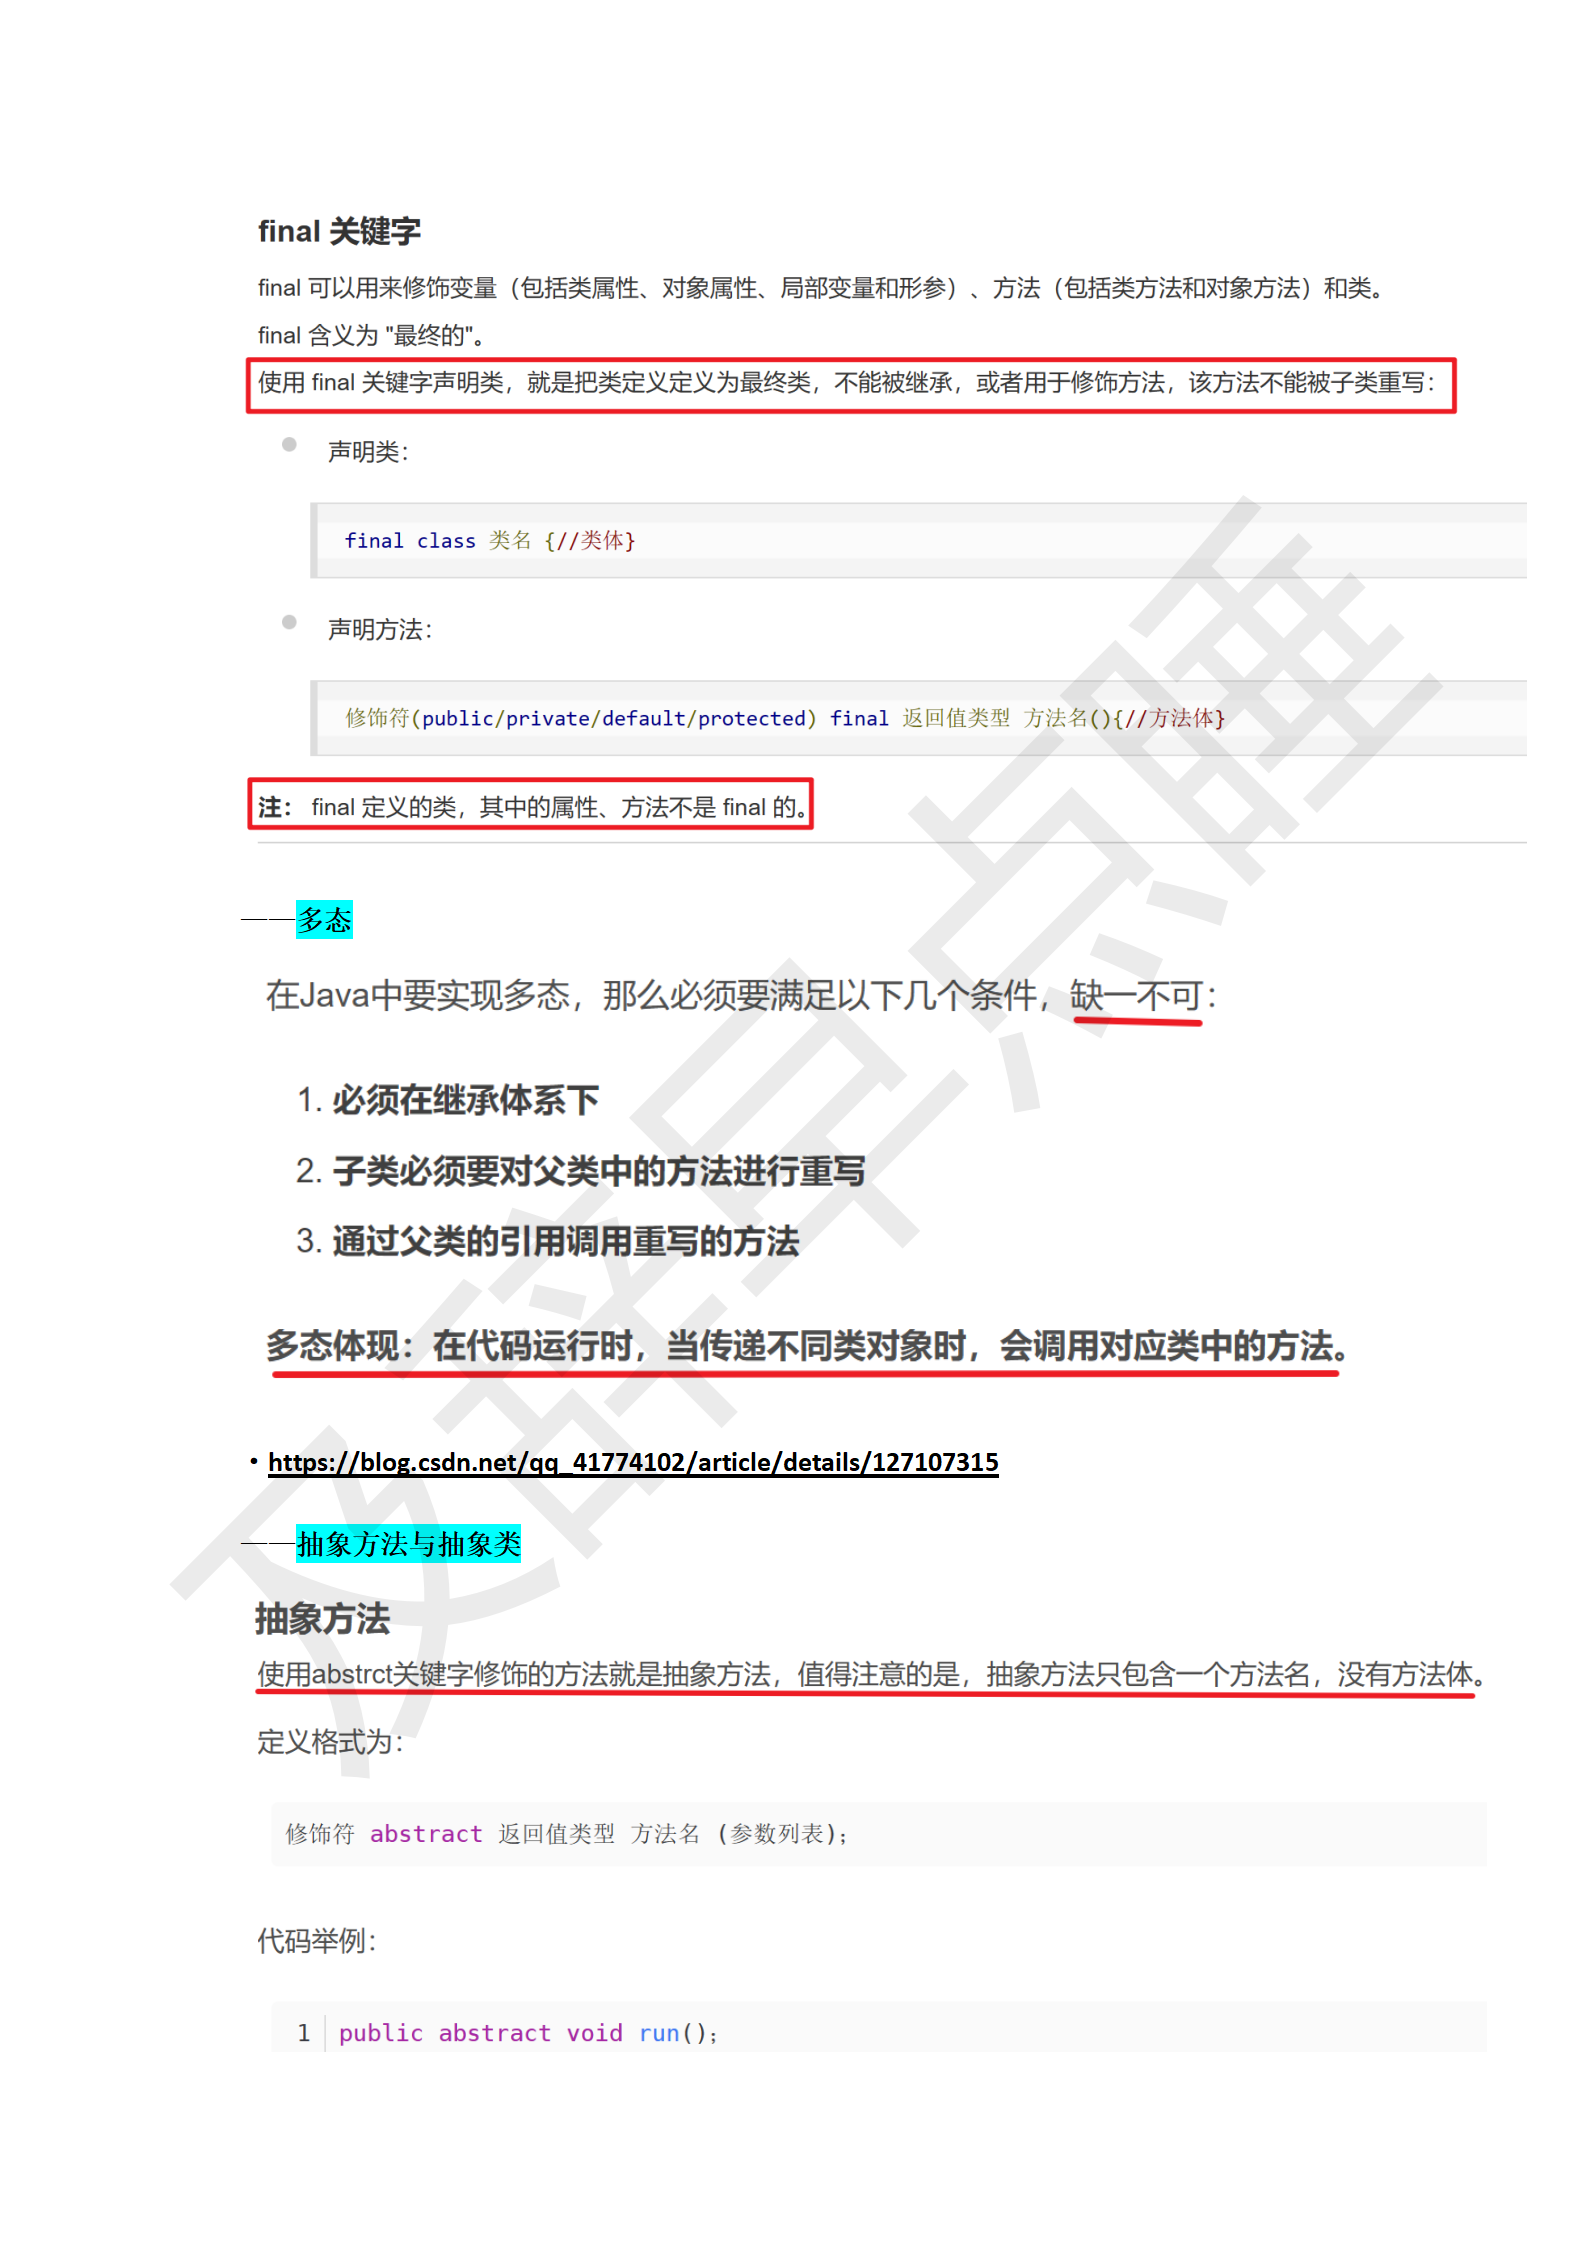 final 关键字
final 可以用来修饰变量（包括类属性、对象属性、局部变量和形参）、方法（包括类方法和对象方法）和类。
final 含义为 "最终的"。
使用 final 关键字声明类，就是把类定义定义为最终类，不能被继承，或者用于修饰方法，该方法不能被子类重写：
声明类：
final class 类名 {//类体}
声明方法：
修饰符(public/private/default/protected) final 返回值类型 方法名(){//方法体}
注： final 定义的类，其中的属性、方法不是 final 的。
——多态
在Java中要实现多态，那么必须要满足以下几个条件，缺一不可：
1. 必须在继承体系下
2. 子类必须要对父类中的方法进行重写
3. 通过父类的引用调用重写的方法
多态体现：在代码运行时，当传递不同类对象时，会调用对应类中的方法。
• https://blog.csdn.net/qq_41774102/article/details/127107315
——抽象方法与抽象类
抽象方法
使用abstrct关键字修饰的方法就是抽象方法，值得注意的是，抽象方法只包含一个方法名，没有方法体。
定义格式为：
修饰符 abstract 返回值类型 方法名 (参数列表);
代码举例：
1 public abstract void run();
及辞早点睡